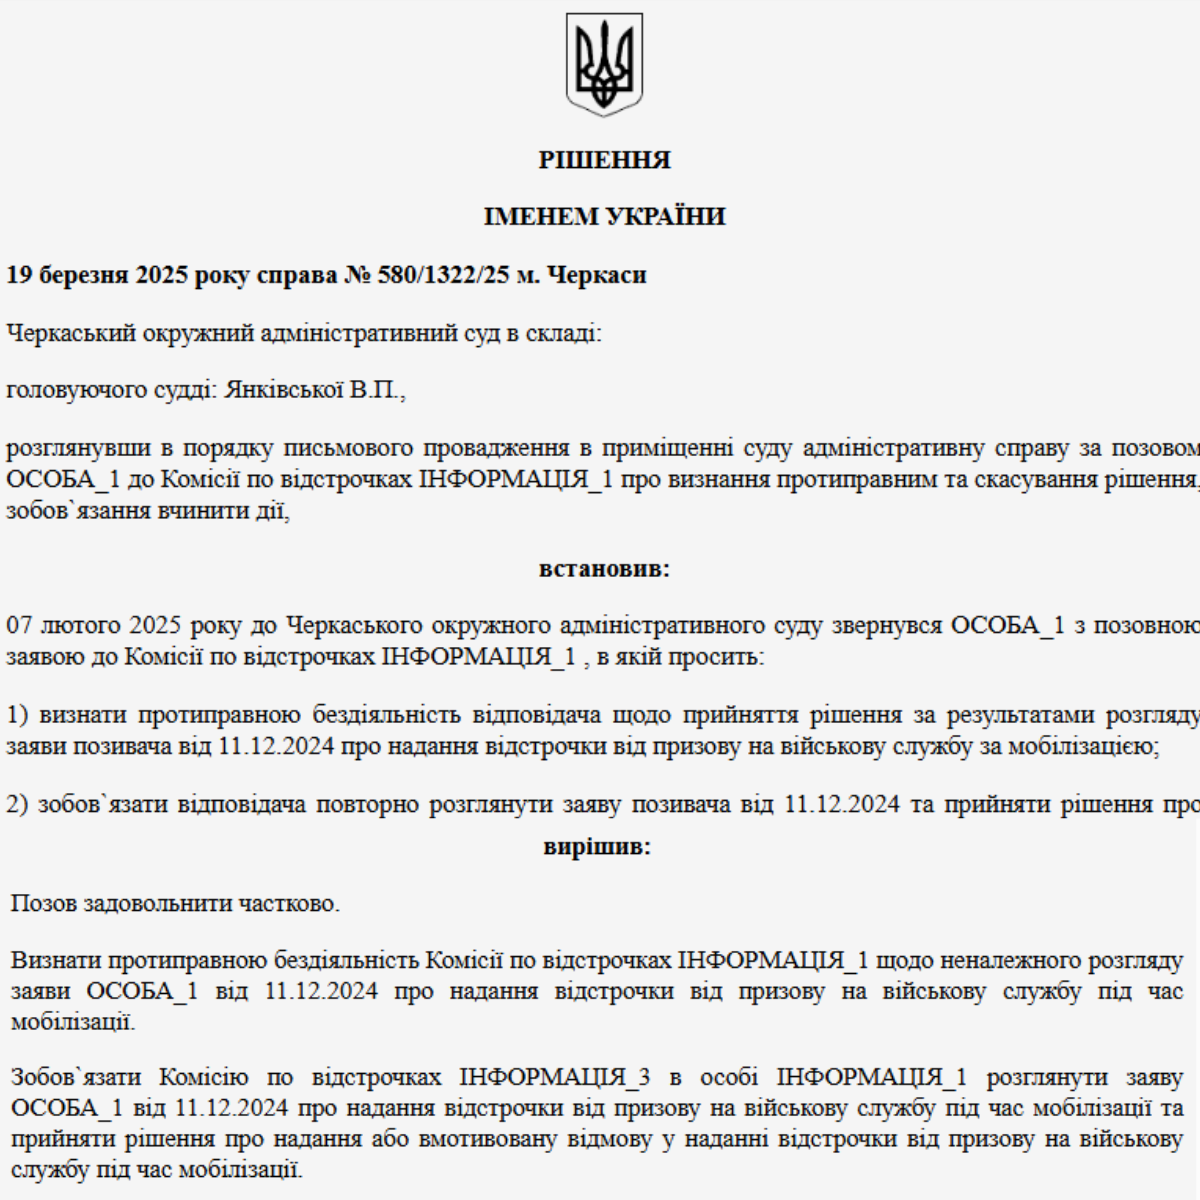 РІШЕННЯ
ІМЕНЕМ УКРАЇНИ
19 березня 2025 року справа № 580/1322/25 м. Черкаси
Черкаський окружний адміністративний суд в складі:
головуючого судді: Янківської В.П.,
розглянувши в порядку письмового провадження в приміщенні суду адміністративну справу за позовом
ОСОБА_1 до Комісії по відстрочках ІНФОРМАЦІЯ_1 про визнання протиправним та скасування рішення,
зобов`язання вчинити дії,
встановив:
07 лютого 2025 року до Черкаського окружного адміністративного суду звернувся ОСОБА_1 з позовною
заявою до Комісії по відстрочках ІНФОРМАЦІЯ_1 , в якій просить:
1) визнати протиправною бездіяльність відповідача щодо прийняття рішення за результатами розгляду
заяви позивача від 11.12.2024 про надання відстрочки від призову на військову службу за мобілізацією;
2) зобов`язати відповідача повторно розглянути заяву позивача від 11.12.2024 та прийняти рішення про
вирішив:
Позов задовольнити частково.
Визнати протиправною бездіяльність Комісії по відстрочках ІНФОРМАЦІЯ_1 щодо неналежного розгляду
заяви ОСОБА_1 від 11.12.2024 про надання відстрочки від призову на військову службу під час
мобілізації.
Зобов`язати Комісію по відстрочках ІНФОРМАЦІЯ_3 в особі ІНФОРМАЦІЯ_1 розглянути заяву
ОСОБА_1 від 11.12.2024 про надання відстрочки від призову на військову службу під час мобілізації та
прийняти рішення про надання або вмотивовану відмову у наданні відстрочки від призову на військову
службу під час мобілізації.